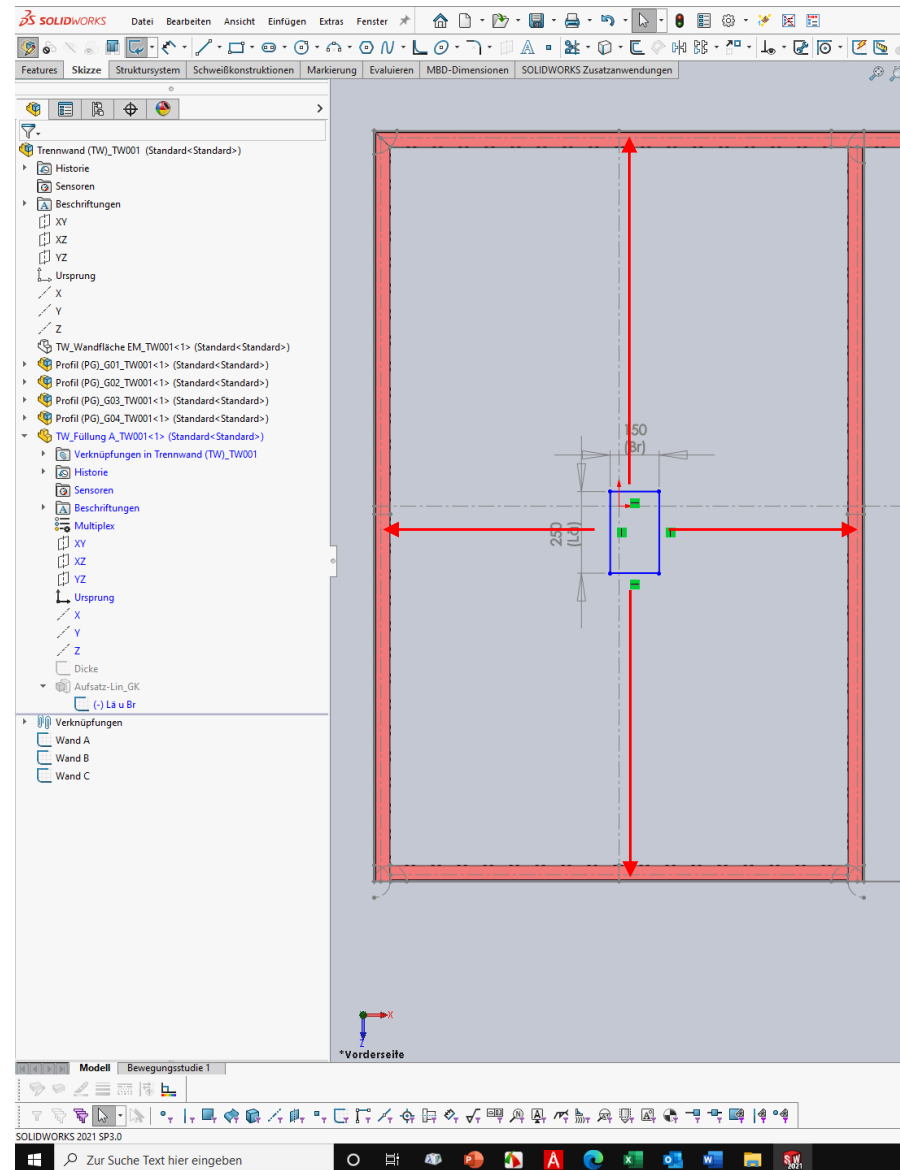 SOLIDWORKS Datei Bearbeiten Ansicht Einfügen Extras Fenster
Features Skizze Struktursystem Schweißkonstruktionen Markierung Evaluieren MBD-Dimensionen SOLIDWORKS Zusatzanwendungen
Trennwand (TW)_TW001 (Standard<Standard>)
Historie
Sensoren
Beschriftungen
XY
XZ
YZ
Ursprung
X
Y
Z
TW_Wandfläche EM_TW001<1> (Standard<Standard>)
Profil (PG)_G01_TW001<1> (Standard<Standard>)
Profil (PG)_G02_TW001<1> (Standard<Standard>)
Profil (PG)_G03_TW001<1> (Standard<Standard>)
Profil (PG)_G04_TW001<1> (Standard<Standard>)
TW_Füllung A_TW001<1> (Standard<Standard>)
Verknüpfungen in Trennwand (TW)_TW001
Historie
Sensoren
Beschriftungen
Multiplex
XY
XZ
YZ
Ursprung
X
Y
Z
Dicke
Aufsatz-Lin_GK
(-) Lä u Br
Verknüpfungen
Wand A
Wand B
Wand C
150
(Br)
250
(Lä)
X
Z
*Vorderseite
Modell Bewegungsstudie 1
SOLIDWORKS 2021 SP3.0
Zur Suche Text hier eingeben